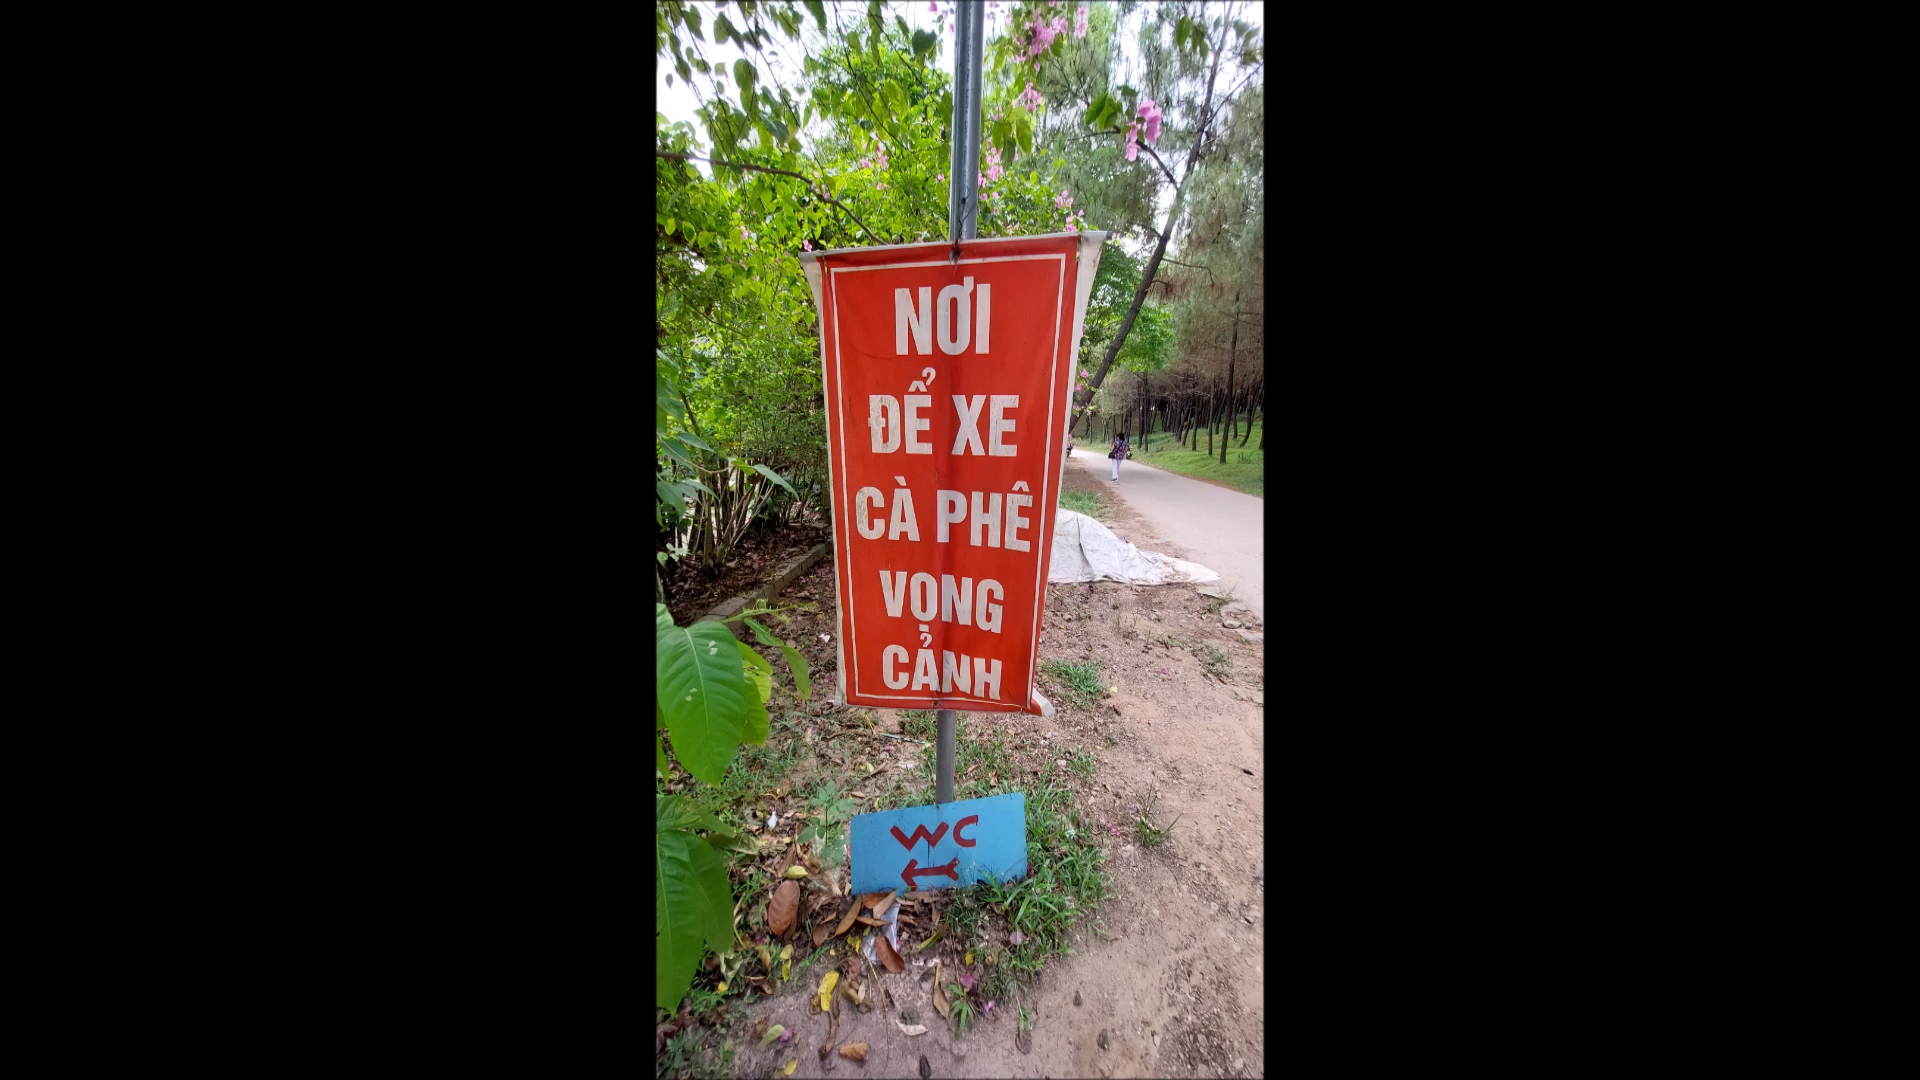 NƠI
ĐỂ XE
CÀ PHÊ
VỌNG
CẢNH
WC